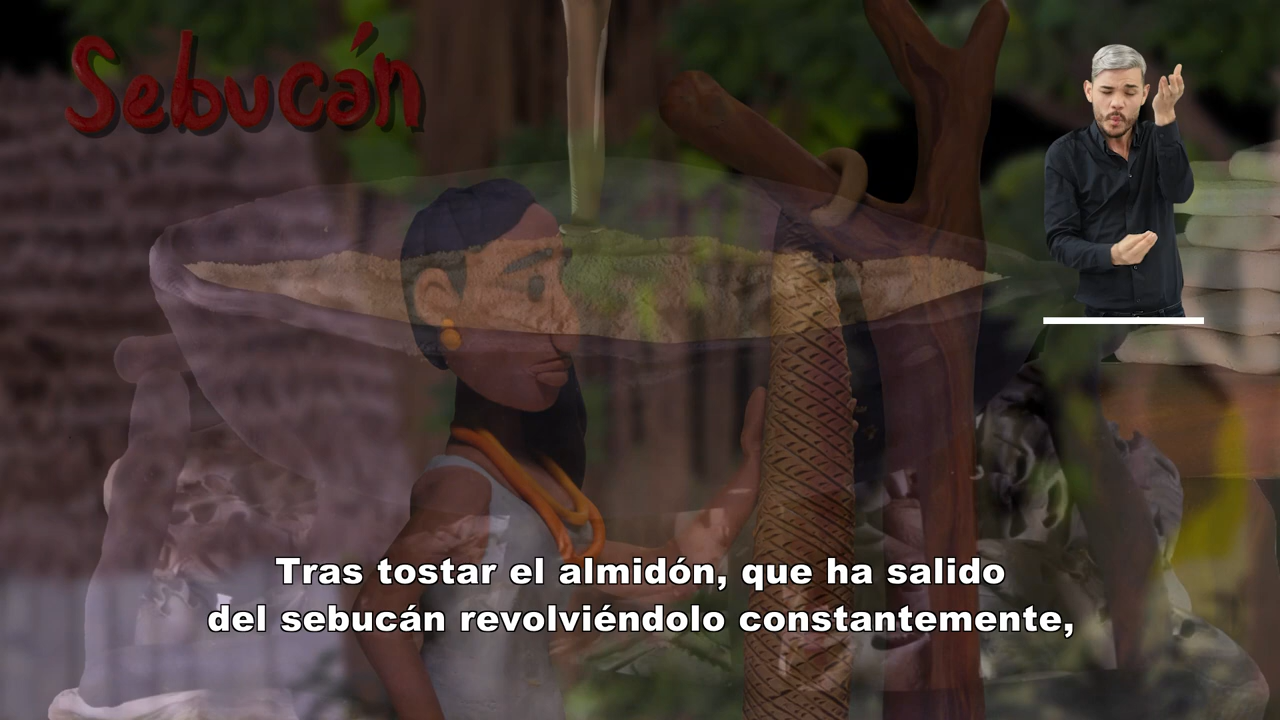 Sebucán
Tras tostar el almidón, que ha salido
del sebucán revolviéndolo constantemente,